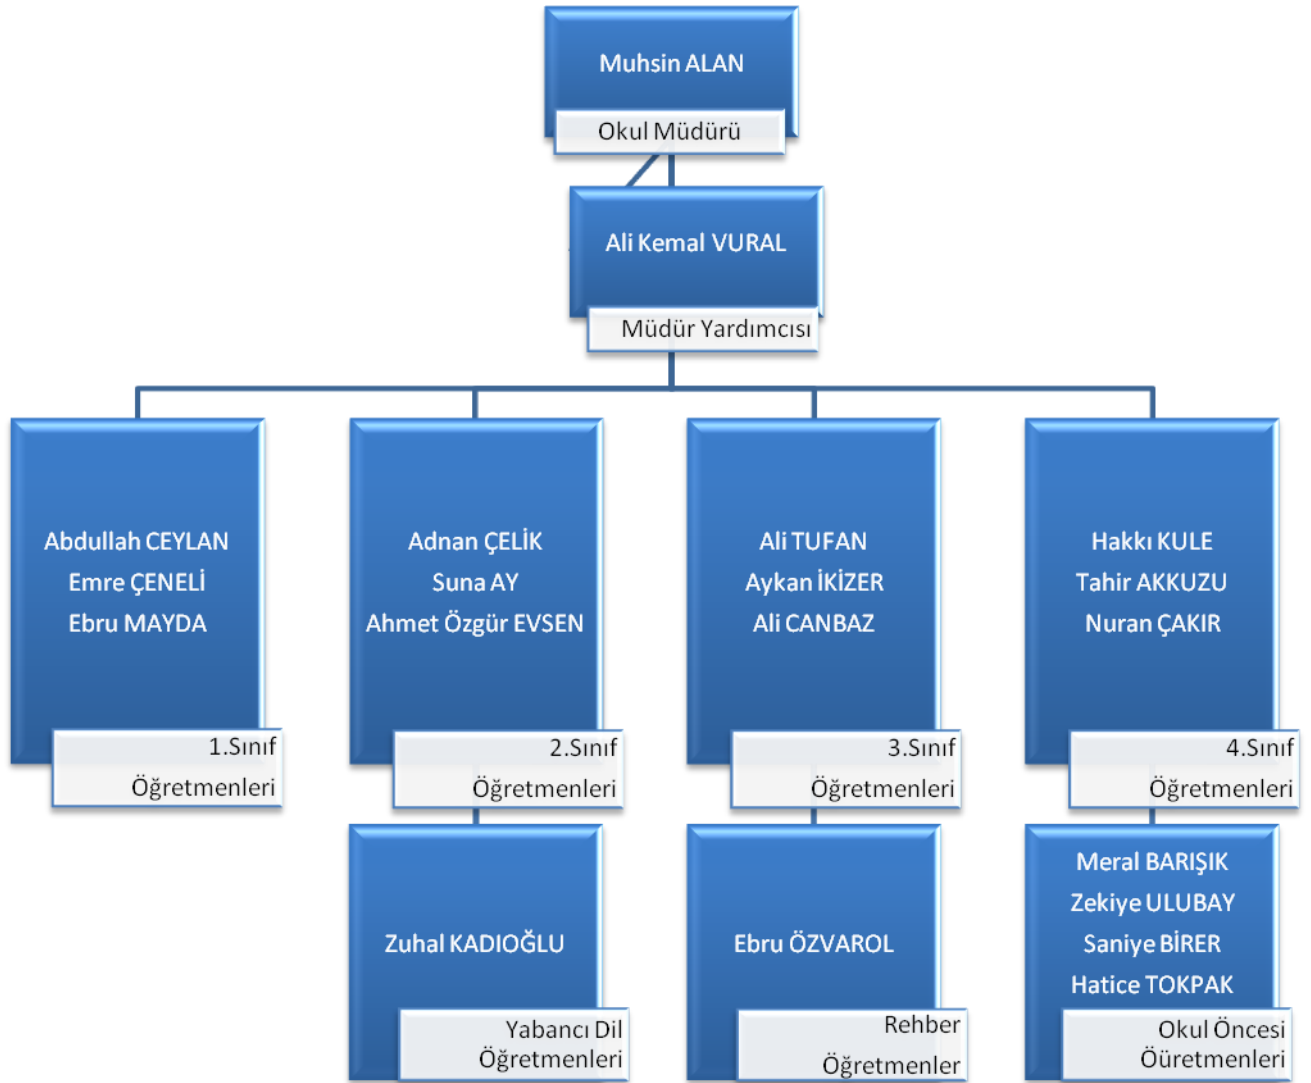 Muhsin ALAN
Okul Müdürü
Ali Kemal VURAL
Müdür Yardımcısı
Abdullah CEYLAN
Emre ÇENELİ
Ebru MAYDA
1.Sınıf
Öğretmenleri
Adnan ÇELİK
Suna AY
Ahmet Özgür EVSEN
2.Sınıf
Öğretmenleri
Ali TUFAN
Aykan İKİZER
Ali CANBAZ
3.Sınıf
Öğretmenleri
Hakkı KULE
Tahir AKKUZU
Nuran ÇAKIR
4.Sınıf
Öğretmenleri
Zuhal KADIOĞLU
Yabancı Dil
Öğretmenleri
Ebru ÖZVAROL
Rehber
Öğretmenler
Meral BARIŞIK
Zekiye ULUBAY
Saniye BİRER
Hatice TOKPAK
Okul Öncesi
Öüretmenleri